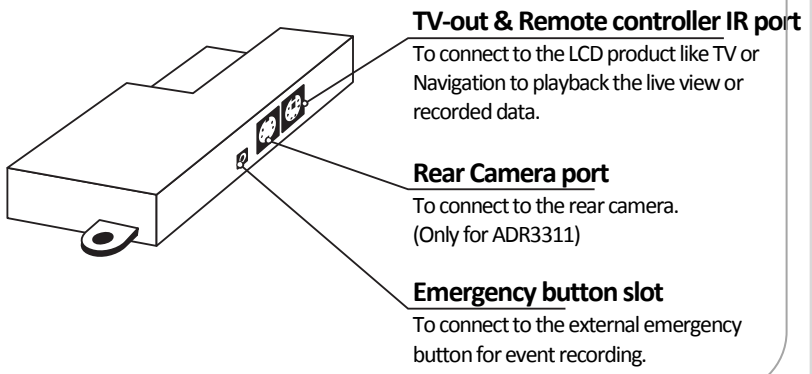 TV-out & Remote controller IR port
To connect to the LCD product like TV or
Navigation to playback the live view or
recorded data.
Rear Camera port
To connect to the rear camera.
(Only for ADR3311)
Emergency button slot
To connect to the external emergency
button for event recording.